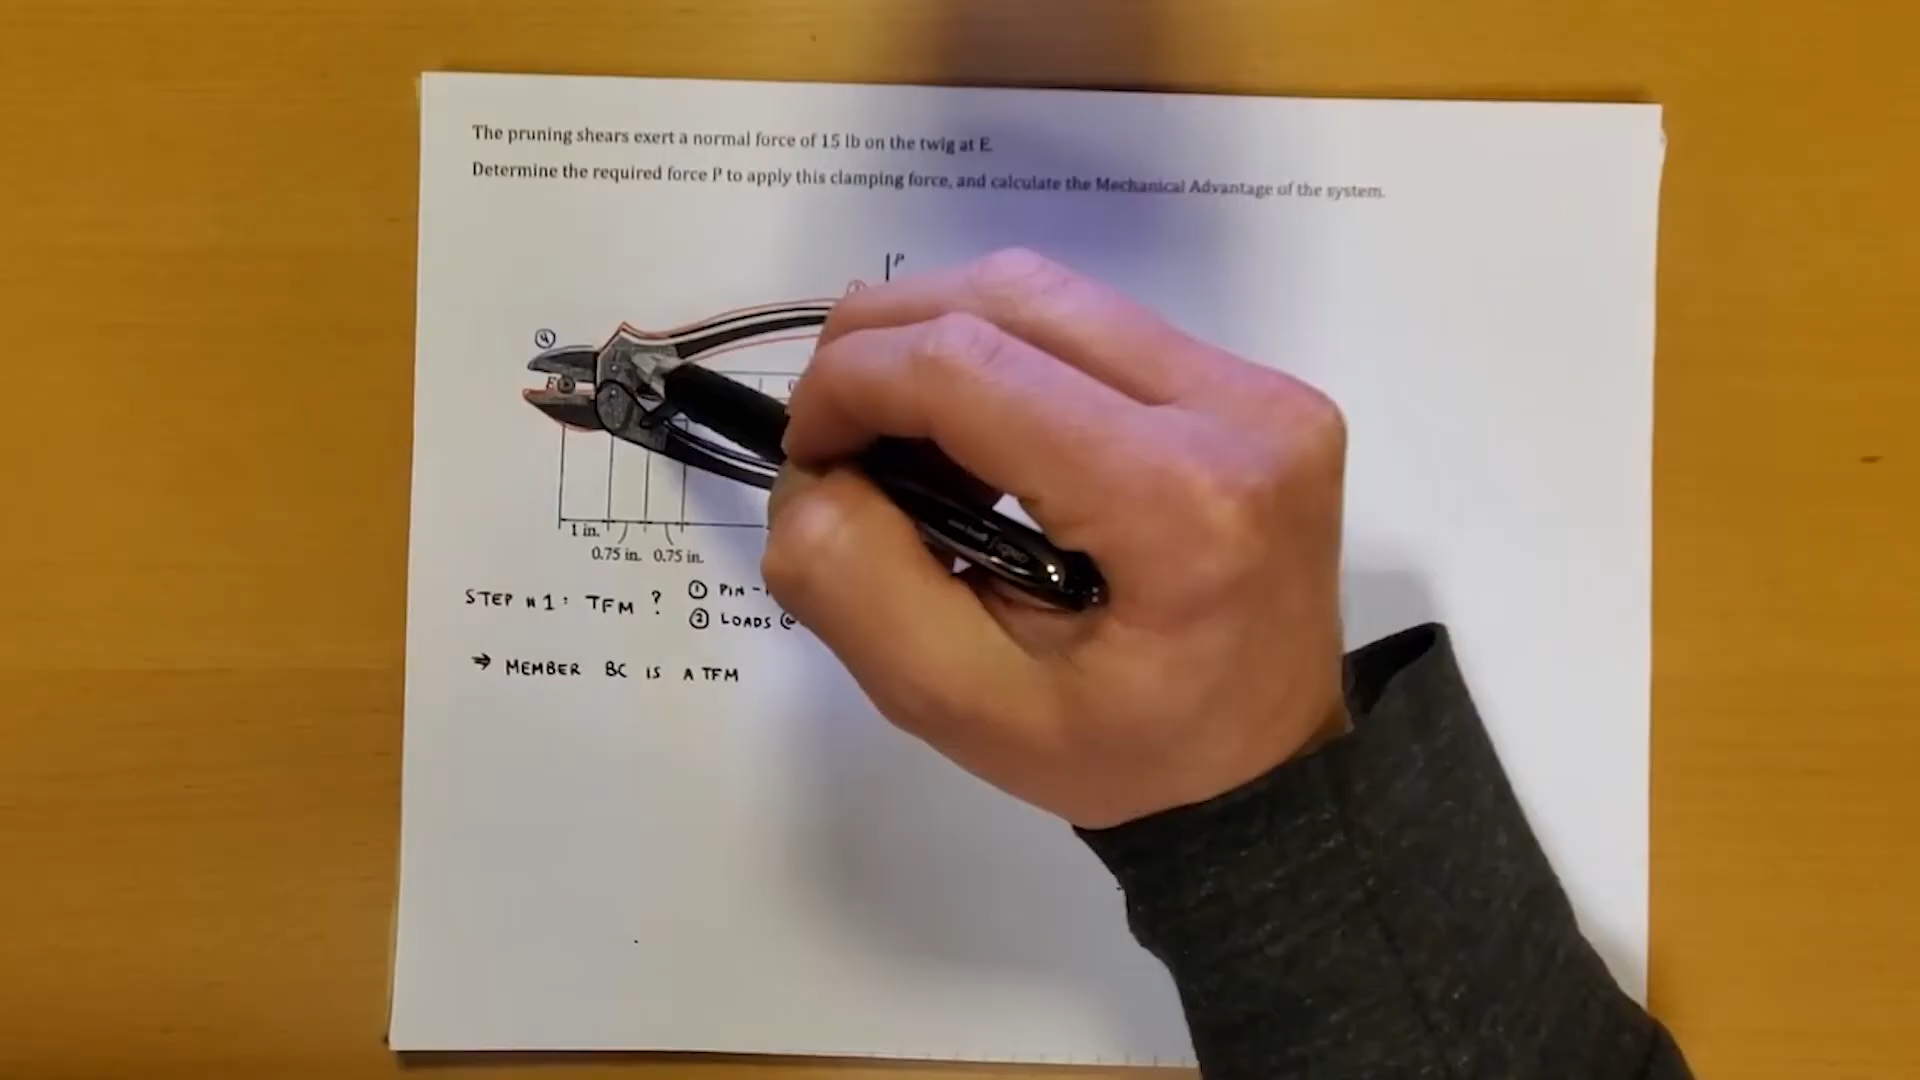 The pruning shears exert a normal force of 15 lb on the twig at E.
Determine the required force P to apply this clamping force, and calculate the Mechanical Advantage of the system.
P
4
E
1 in.
0.75 in. 0.75 in.
STEP #1: TFM ? ① PIN -
② LOADS @
⇒ MEMBER BC IS A TFM